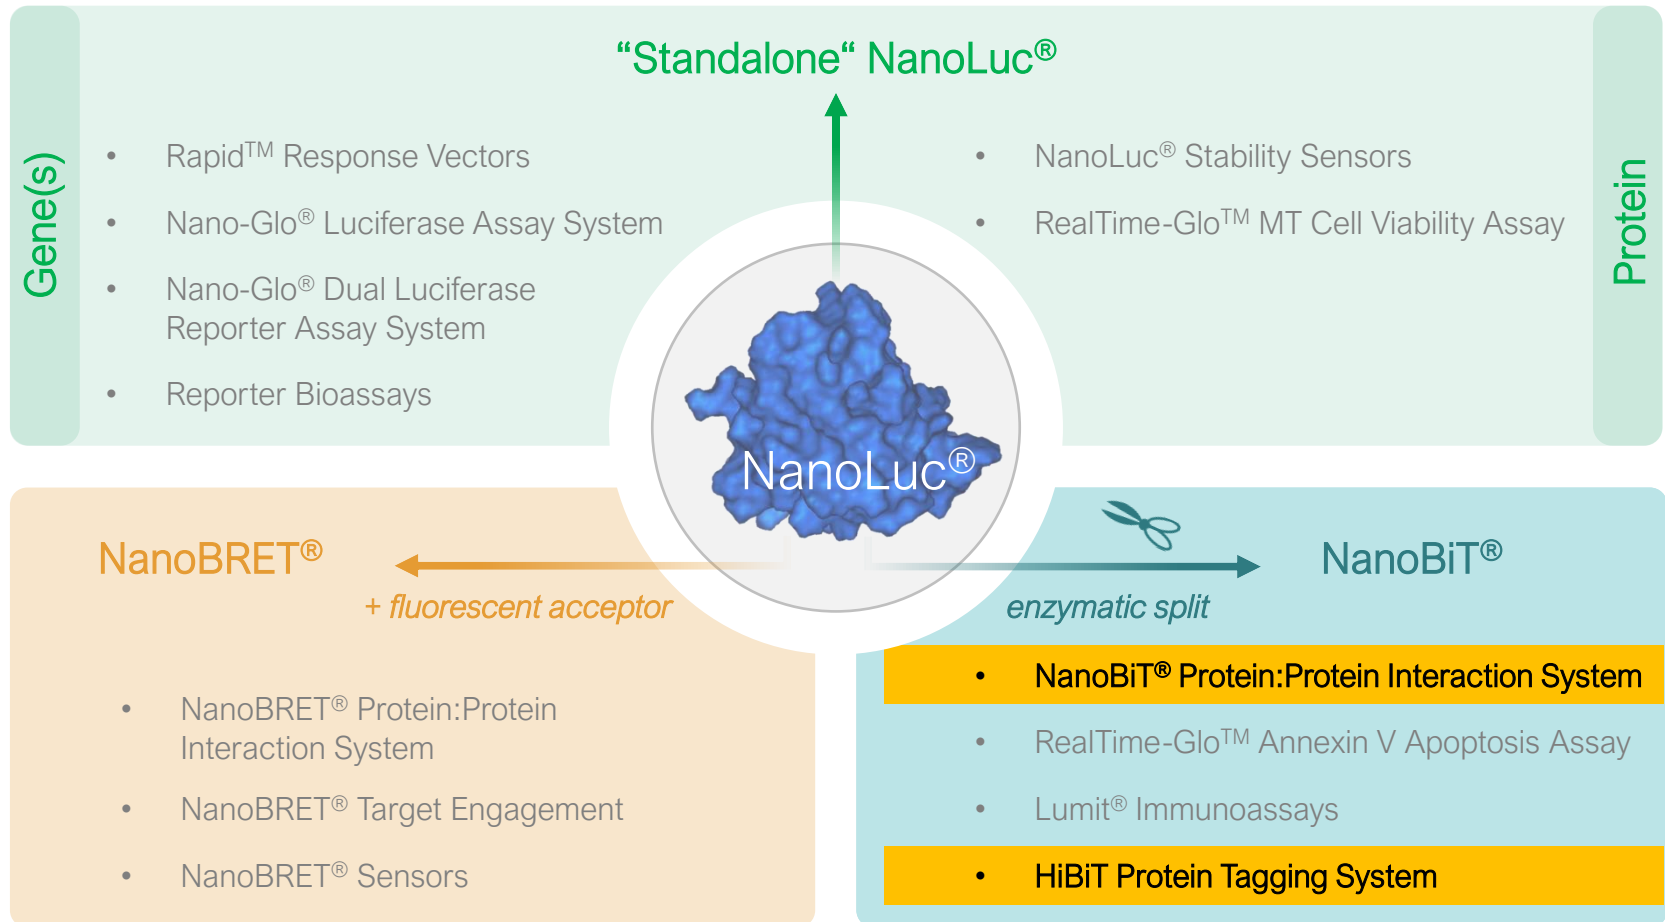 “Standalone“ NanoLuc®
Gene(s)
• Rapid™ Response Vectors
• Nano-Glo® Luciferase Assay System
• Nano-Glo® Dual Luciferase
Reporter Assay System
• Reporter Bioassays
• NanoLuc® Stability Sensors
• RealTime-Glo™ MT Cell Viability Assay
Protein
NanoLuc®
NanoBRET®
+ fluorescent acceptor
• NanoBRET® Protein:Protein
Interaction System
• NanoBRET® Target Engagement
• NanoBRET® Sensors
NanoBiT®
enzymatic split
• NanoBiT® Protein:Protein Interaction System
• RealTime-Glo™ Annexin V Apoptosis Assay
• Lumit® Immunoassays
• HiBiT Protein Tagging System